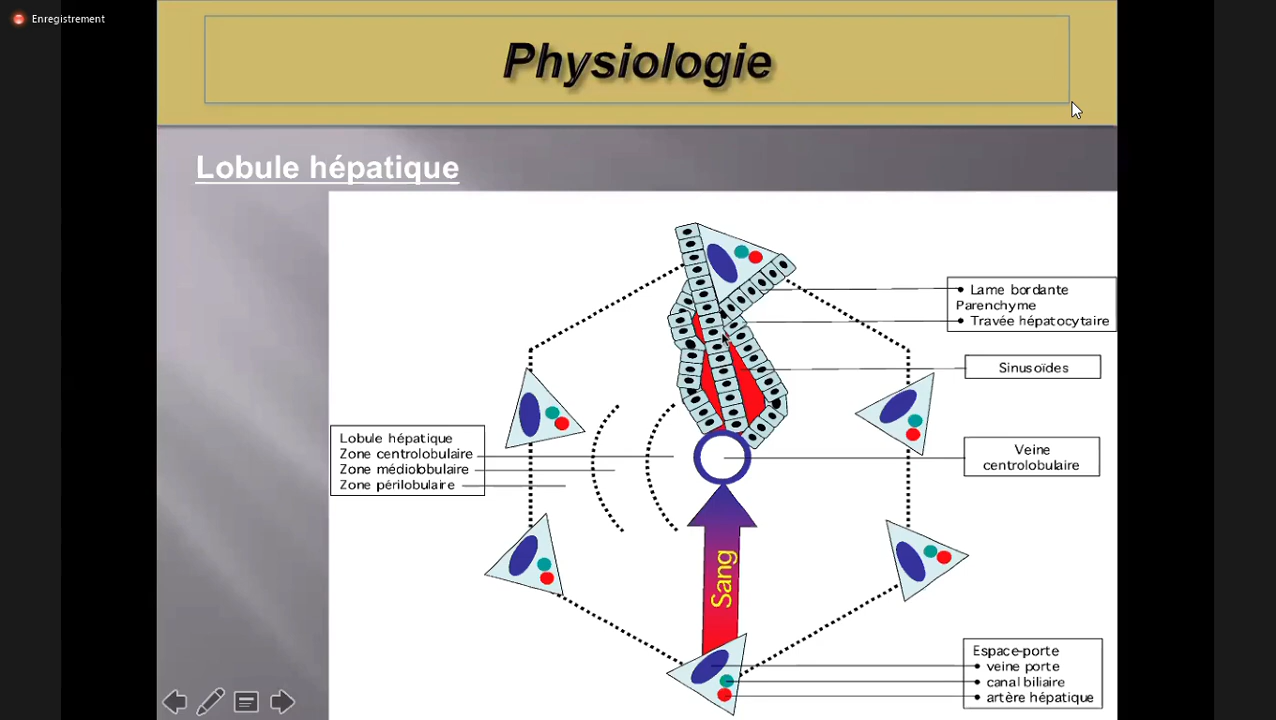 Enregistrement
Physiologie
Lobule hépatique
• Lame bordante
Parenchyme
• Travée hépatocytaire
Sinusoïdes
Lobule hépatique
Zone centrolobulaire
Zone médiolobulaire
Zone périlobulaire
Veine
centrolobulaire
Sang
Espace-porte
• veine porte
• canal biliaire
• artère hépatique